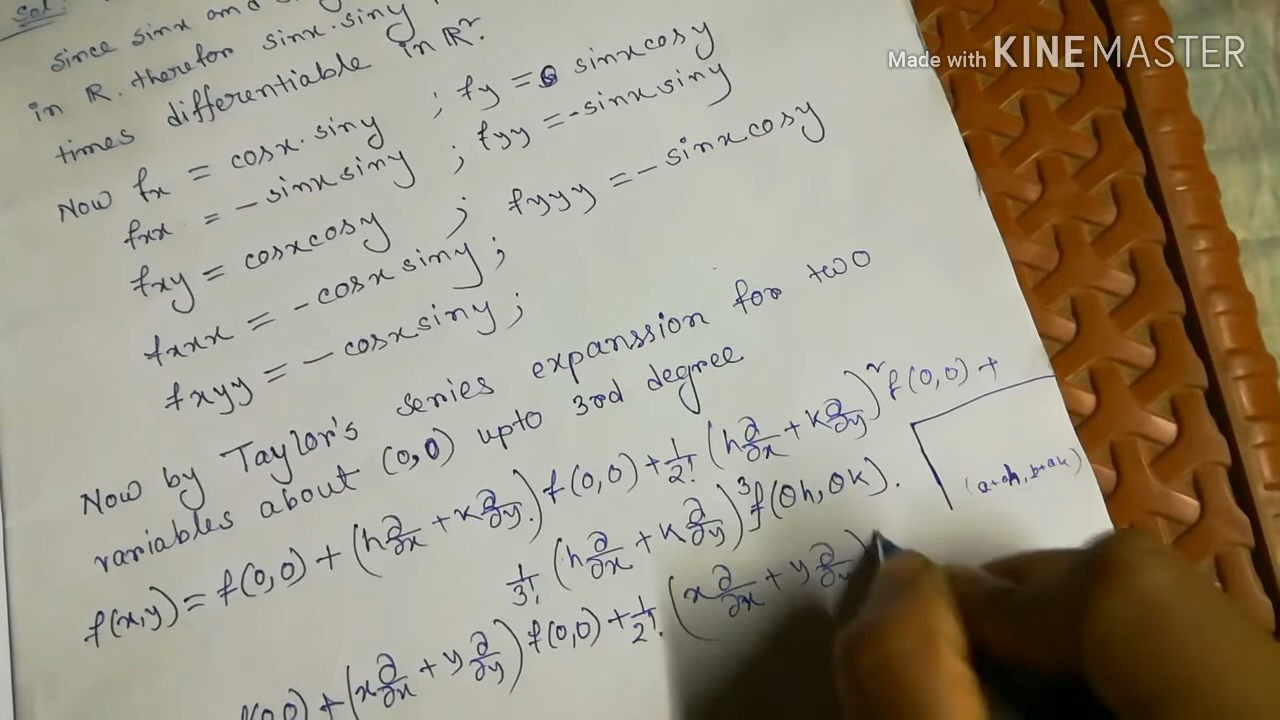 Sol.
since sinx and
in R. therefor sinx.siny
times differentiable in R².
Now fx = cosx.siny ; fy = sinxcosy
fxx = -sinxsiny ; fyy = -sinxsiny
fxy = cosxcosy ; fyyy = -sinxcosy
fxxx = -cosxsiny ;
fxyy = -cosxsiny ;
Now by Taylor's series expanssion for two
variables about (0,0) upto 3rd degree
f(x,y) = f(0,0) + (h∂/∂x + k∂/∂y) f(0,0) + 1/2! (h∂/∂x + k∂/∂y)² f(0,0) +
1/3! (h∂/∂x + k∂/∂y)³ f(θh, θk).
(a+θh, b+θk)
f(0,0) + (x∂/∂x + y∂/∂y) f(0,0) + 1/2! (x∂/∂x + y∂/∂y)
Made with KINEMASTER